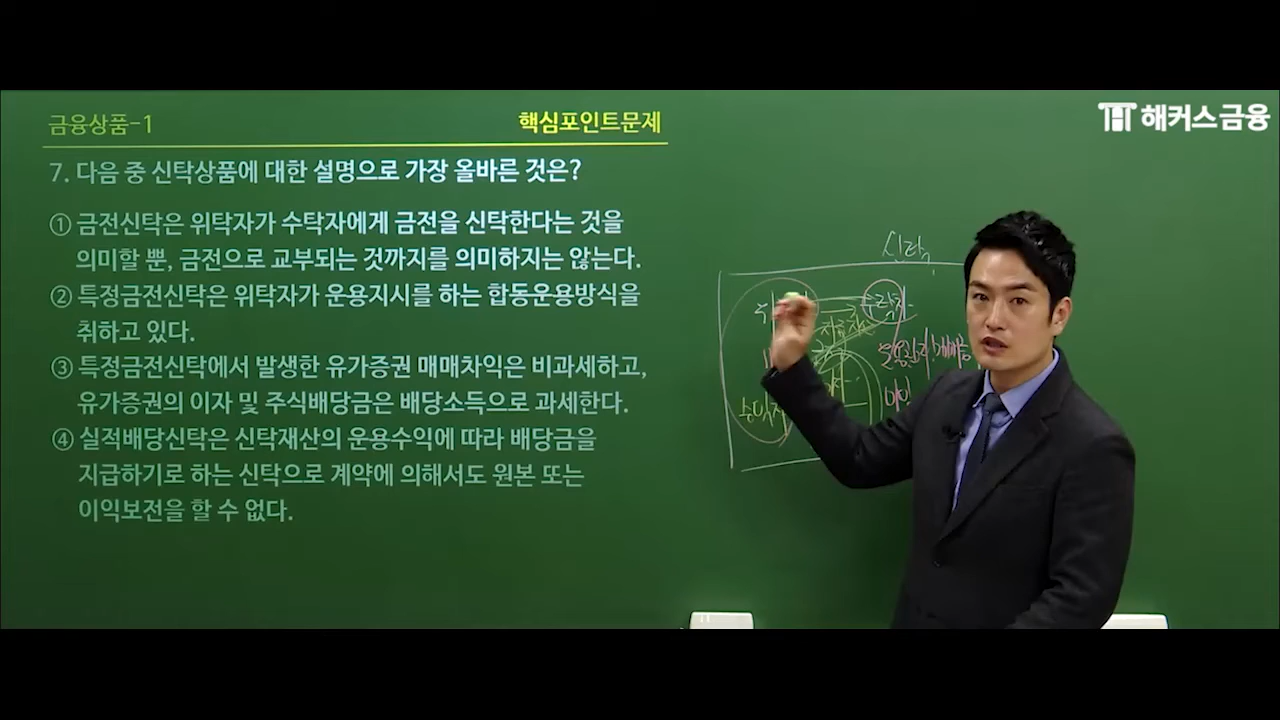 금융상품-1
핵심포인트문제
해커스금융
7. 다음 중 신탁상품에 대한 설명으로 가장 올바른 것은?
① 금전신탁은 위탁자가 수탁자에게 금전을 신탁한다는 것을
의미할 뿐, 금전으로 교부되는 것까지를 의미하지는 않는다.
② 특정금전신탁은 위탁자가 운용지시를 하는 합동운용방식을
취하고 있다.
③ 특정금전신탁에서 발생한 유가증권 매매차익은 비과세하고,
유가증권의 이자 및 주식배당금은 배당소득으로 과세한다.
④ 실적배당신탁은 신탁재산의 운용수익에 따라 배당금을
지급하기로 하는 신탁으로 계약에 의해서도 원본 또는
이익보전을 할 수 없다.
신탁